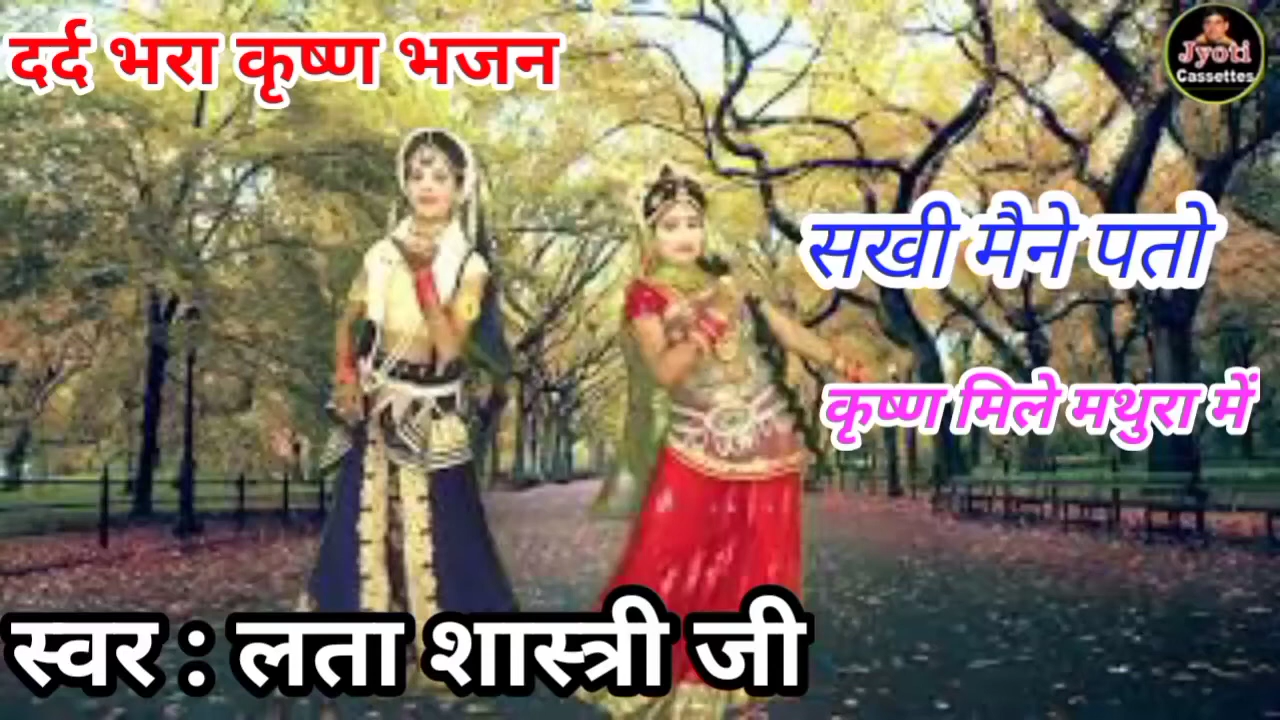 दर्द भरा कृष्ण भजन
Jyoti
Cassettes
सखी मैने पतो
कृष्ण मिले मथुरा में
स्वर : लता शास्त्री जी